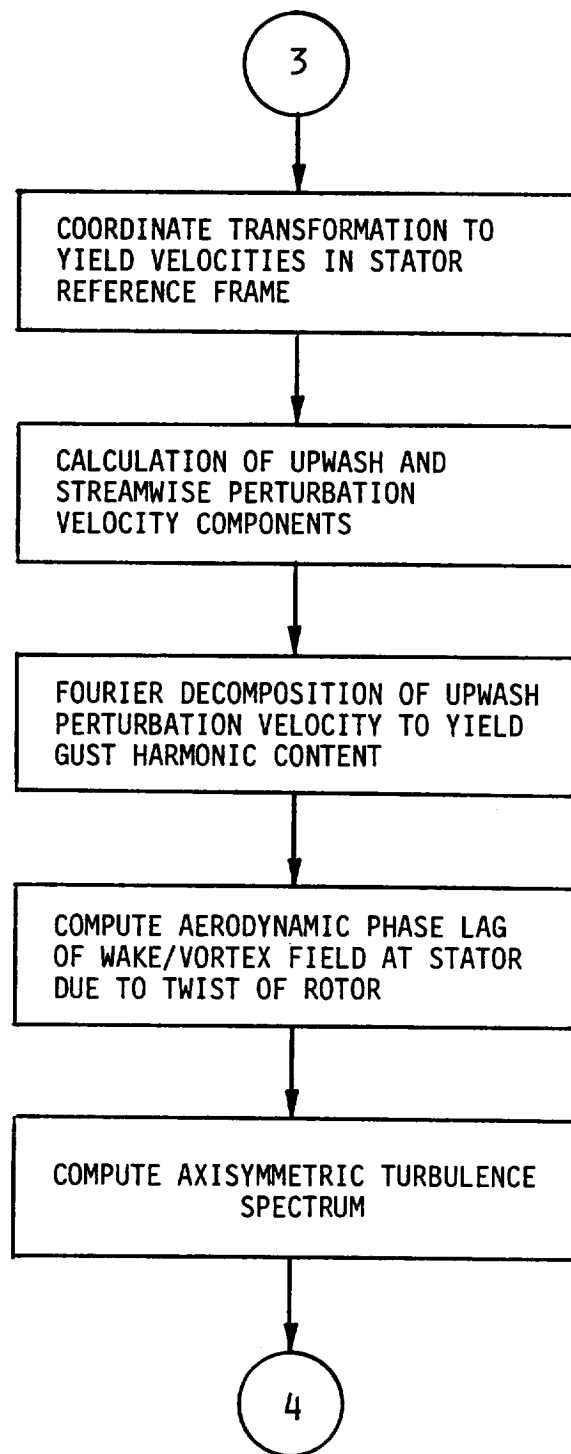 3
COORDINATE TRANSFORMATION TO
YIELD VELOCITIES IN STATOR
REFERENCE FRAME
CALCULATION OF UPWASH AND
STREAMWISE PERTURBATION
VELOCITY COMPONENTS
FOURIER DECOMPOSITION OF UPWASH
PERTURBATION VELOCITY TO YIELD
GUST HARMONIC CONTENT
COMPUTE AERODYNAMIC PHASE LAG
OF WAKE/VORTEX FIELD AT STATOR
DUE TO TWIST OF ROTOR
COMPUTE AXISYMMETRIC TURBULENCE
SPECTRUM
4